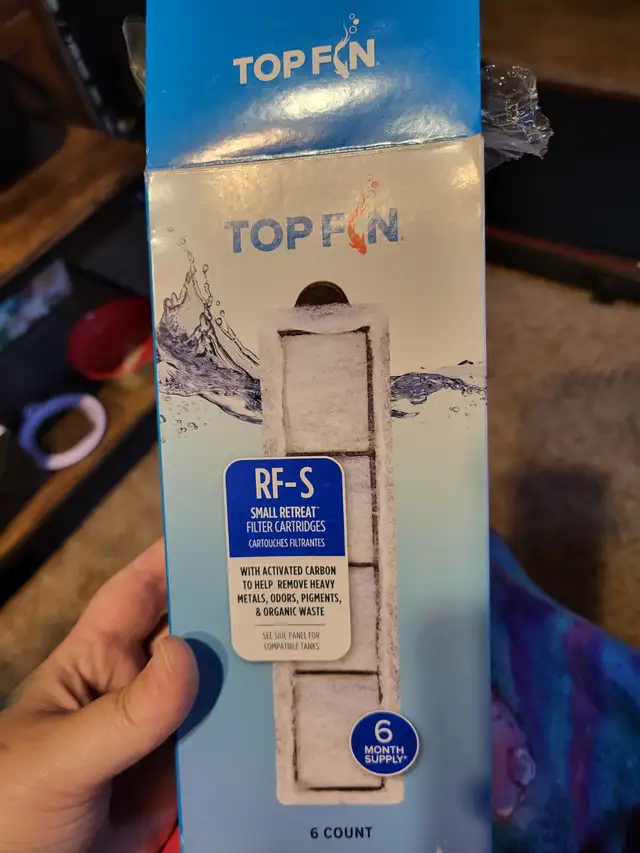 TOP FIN
TOP FIN
RF-S
SMALL RETREAT™
FILTER CARTRIDGES
CARTOUCHES FILTRANTES
WITH ACTIVATED CARBON
TO HELP REMOVE HEAVY
METALS, ODORS, PIGMENTS,
& ORGANIC WASTE
SEE SIDE PANEL FOR
COMPATIBLE TANKS
6
MONTH
SUPPLY*
6 COUNT